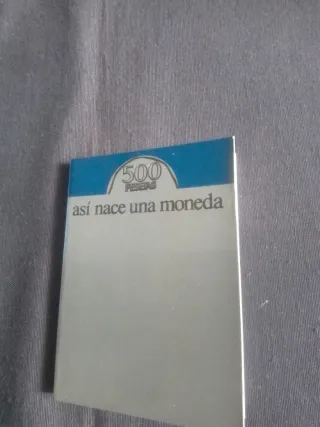 500
PESETAS
así nace una moneda